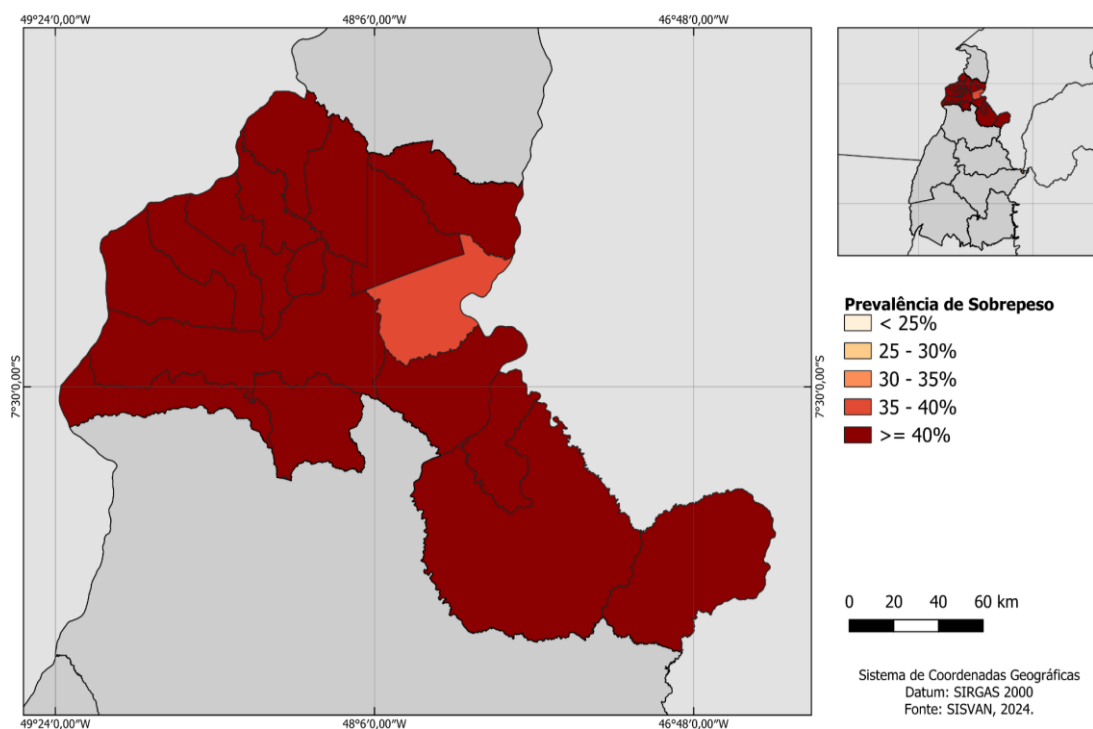 49°24'0,00"W 48°6'0,00"W 46°48'0,00"W
7°30'0,00"S 7°30'0,00"S
49°24'0,00"W 48°6'0,00"W 46°48'0,00"W
Prevalência de Sobrepeso
< 25%
25 - 30%
30 - 35%
35 - 40%
>= 40%
0 20 40 60 km
Sistema de Coordenadas Geográficas
Datum: SIRGAS 2000
Fonte: SISVAN, 2024.